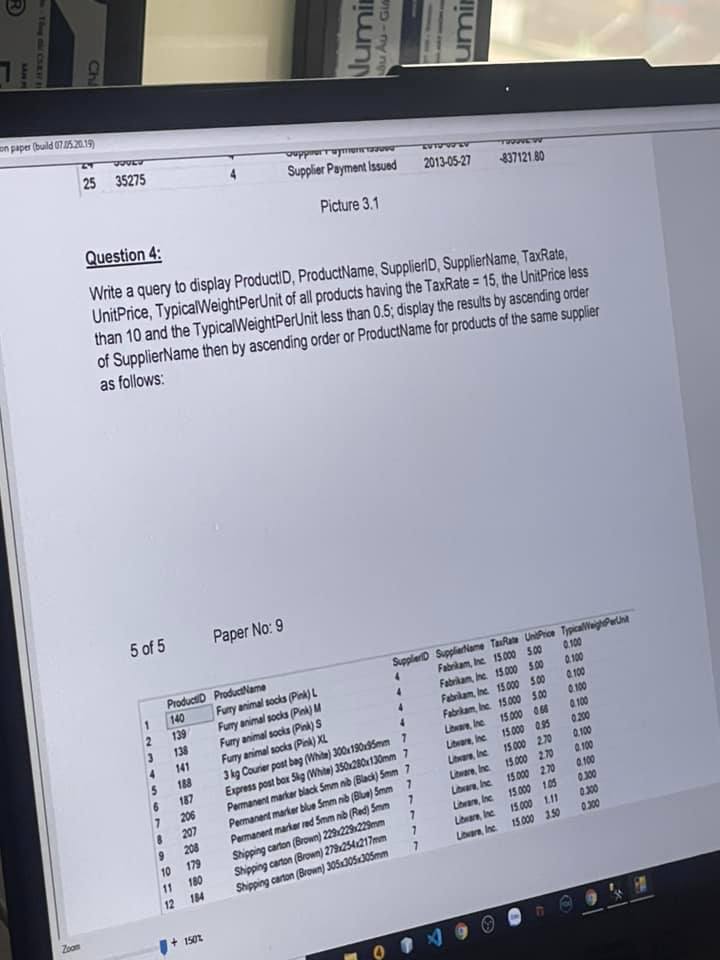 Alumi
âu Âu - Gia
umir
®
on paper (build 07.05.20.19)
25 35275 4 Supplier Payment Issued 2013-05-27 -837121.80
Picture 3.1
Question 4:
Write a query to display ProductID, ProductName, SupplierID, SupplierName, TaxRate,
UnitPrice, TypicalWeightPerUnit of all products having the TaxRate = 15, the UnitPrice less
than 10 and the TypicalWeightPerUnit less than 0.5; display the results by ascending order
of SupplierName then by ascending order or ProductName for products of the same supplier
as follows:
5 of 5 Paper No: 9
ProductID ProductName SupplierID SupplierName TaxRate UnitPrice TypicalWeightPerUnit
1 140 Furry animal socks (Pink) L 4 Fabrikam, Inc. 15.000 5.00 0.100
2 139 Furry animal socks (Pink) M 4 Fabrikam, Inc. 15.000 5.00 0.100
3 138 Furry animal socks (Pink) S 4 Fabrikam, Inc. 15.000 5.00 0.100
4 141 Furry animal socks (Pink) XL 4 Fabrikam, Inc. 15.000 5.00 0.100
5 188 3 kg Courier post bag (White) 300x190x95mm 7 Litware, Inc. 15.000 0.66 0.100
6 187 Express post box 5kg (White) 350x280x130mm 7 Litware, Inc. 15.000 0.95 0.200
7 206 Permanent marker black 5mm nib (Black) 5mm 7 Litware, Inc. 15.000 2.70 0.100
8 207 Permanent marker blue 5mm nib (Blue) 5mm 7 Litware, Inc. 15.000 2.70 0.100
9 208 Permanent marker red 5mm nib (Red) 5mm 7 Litware, Inc. 15.000 2.70 0.100
10 179 Shipping carton (Brown) 229x229x229mm 7 Litware, Inc. 15.000 1.05 0.300
11 180 Shipping carton (Brown) 279x254x217mm 7 Litware, Inc. 15.000 1.11 0.300
12 184 Shipping carton (Brown) 305x305x305mm 7 Litware, Inc. 15.000 3.50 0.300
Zoom + 150%